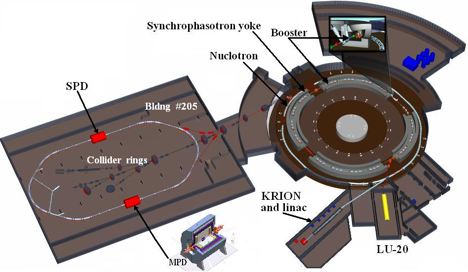 Synchrophasotron yoke
Booster
Nuclotron
SPD
Bldng #205
Collider rings
KRION
and linac
LU-20
MPD